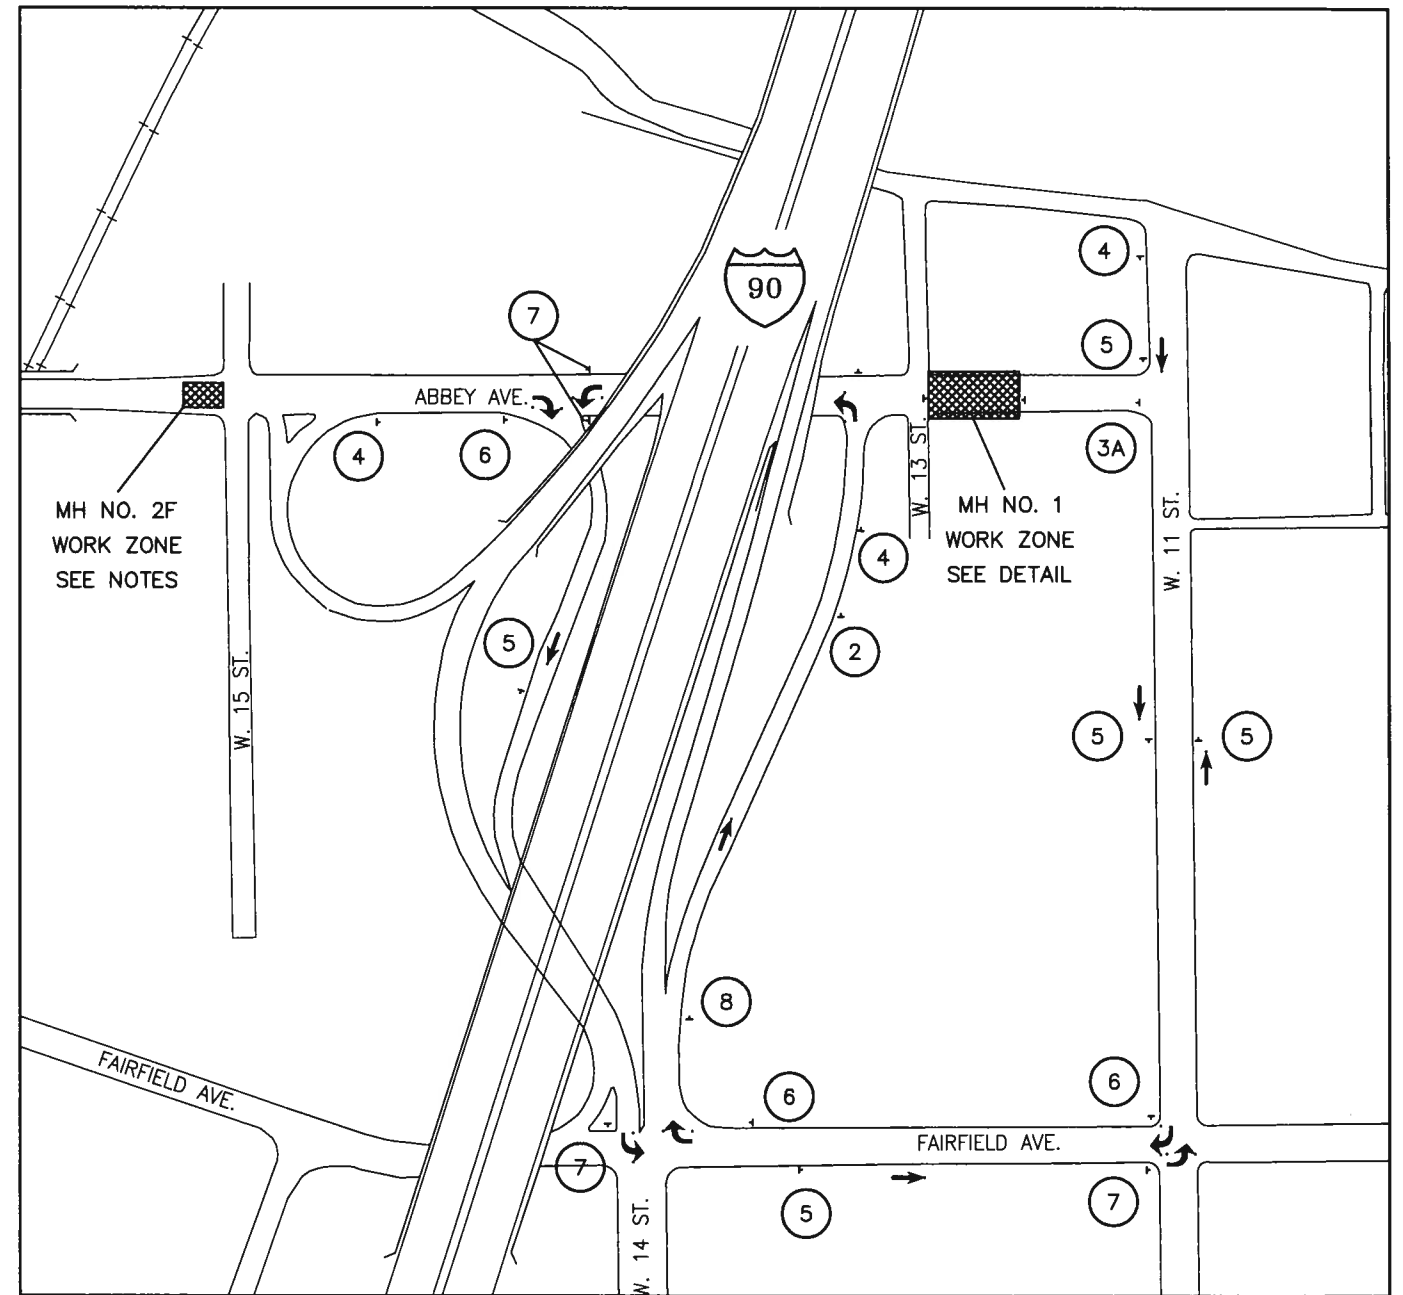 4
90
7
5
ABBEY AVE.
4
6
3A
W. 13 ST.
MH NO. 2F
WORK ZONE
SEE NOTES
MH NO. 1
WORK ZONE
SEE DETAIL
W. 11 ST.
4
5
2
W. 15 ST.
5
5
8
FAIRFIELD AVE.
6
6
FAIRFIELD AVE.
7
5
7
W. 14 ST.